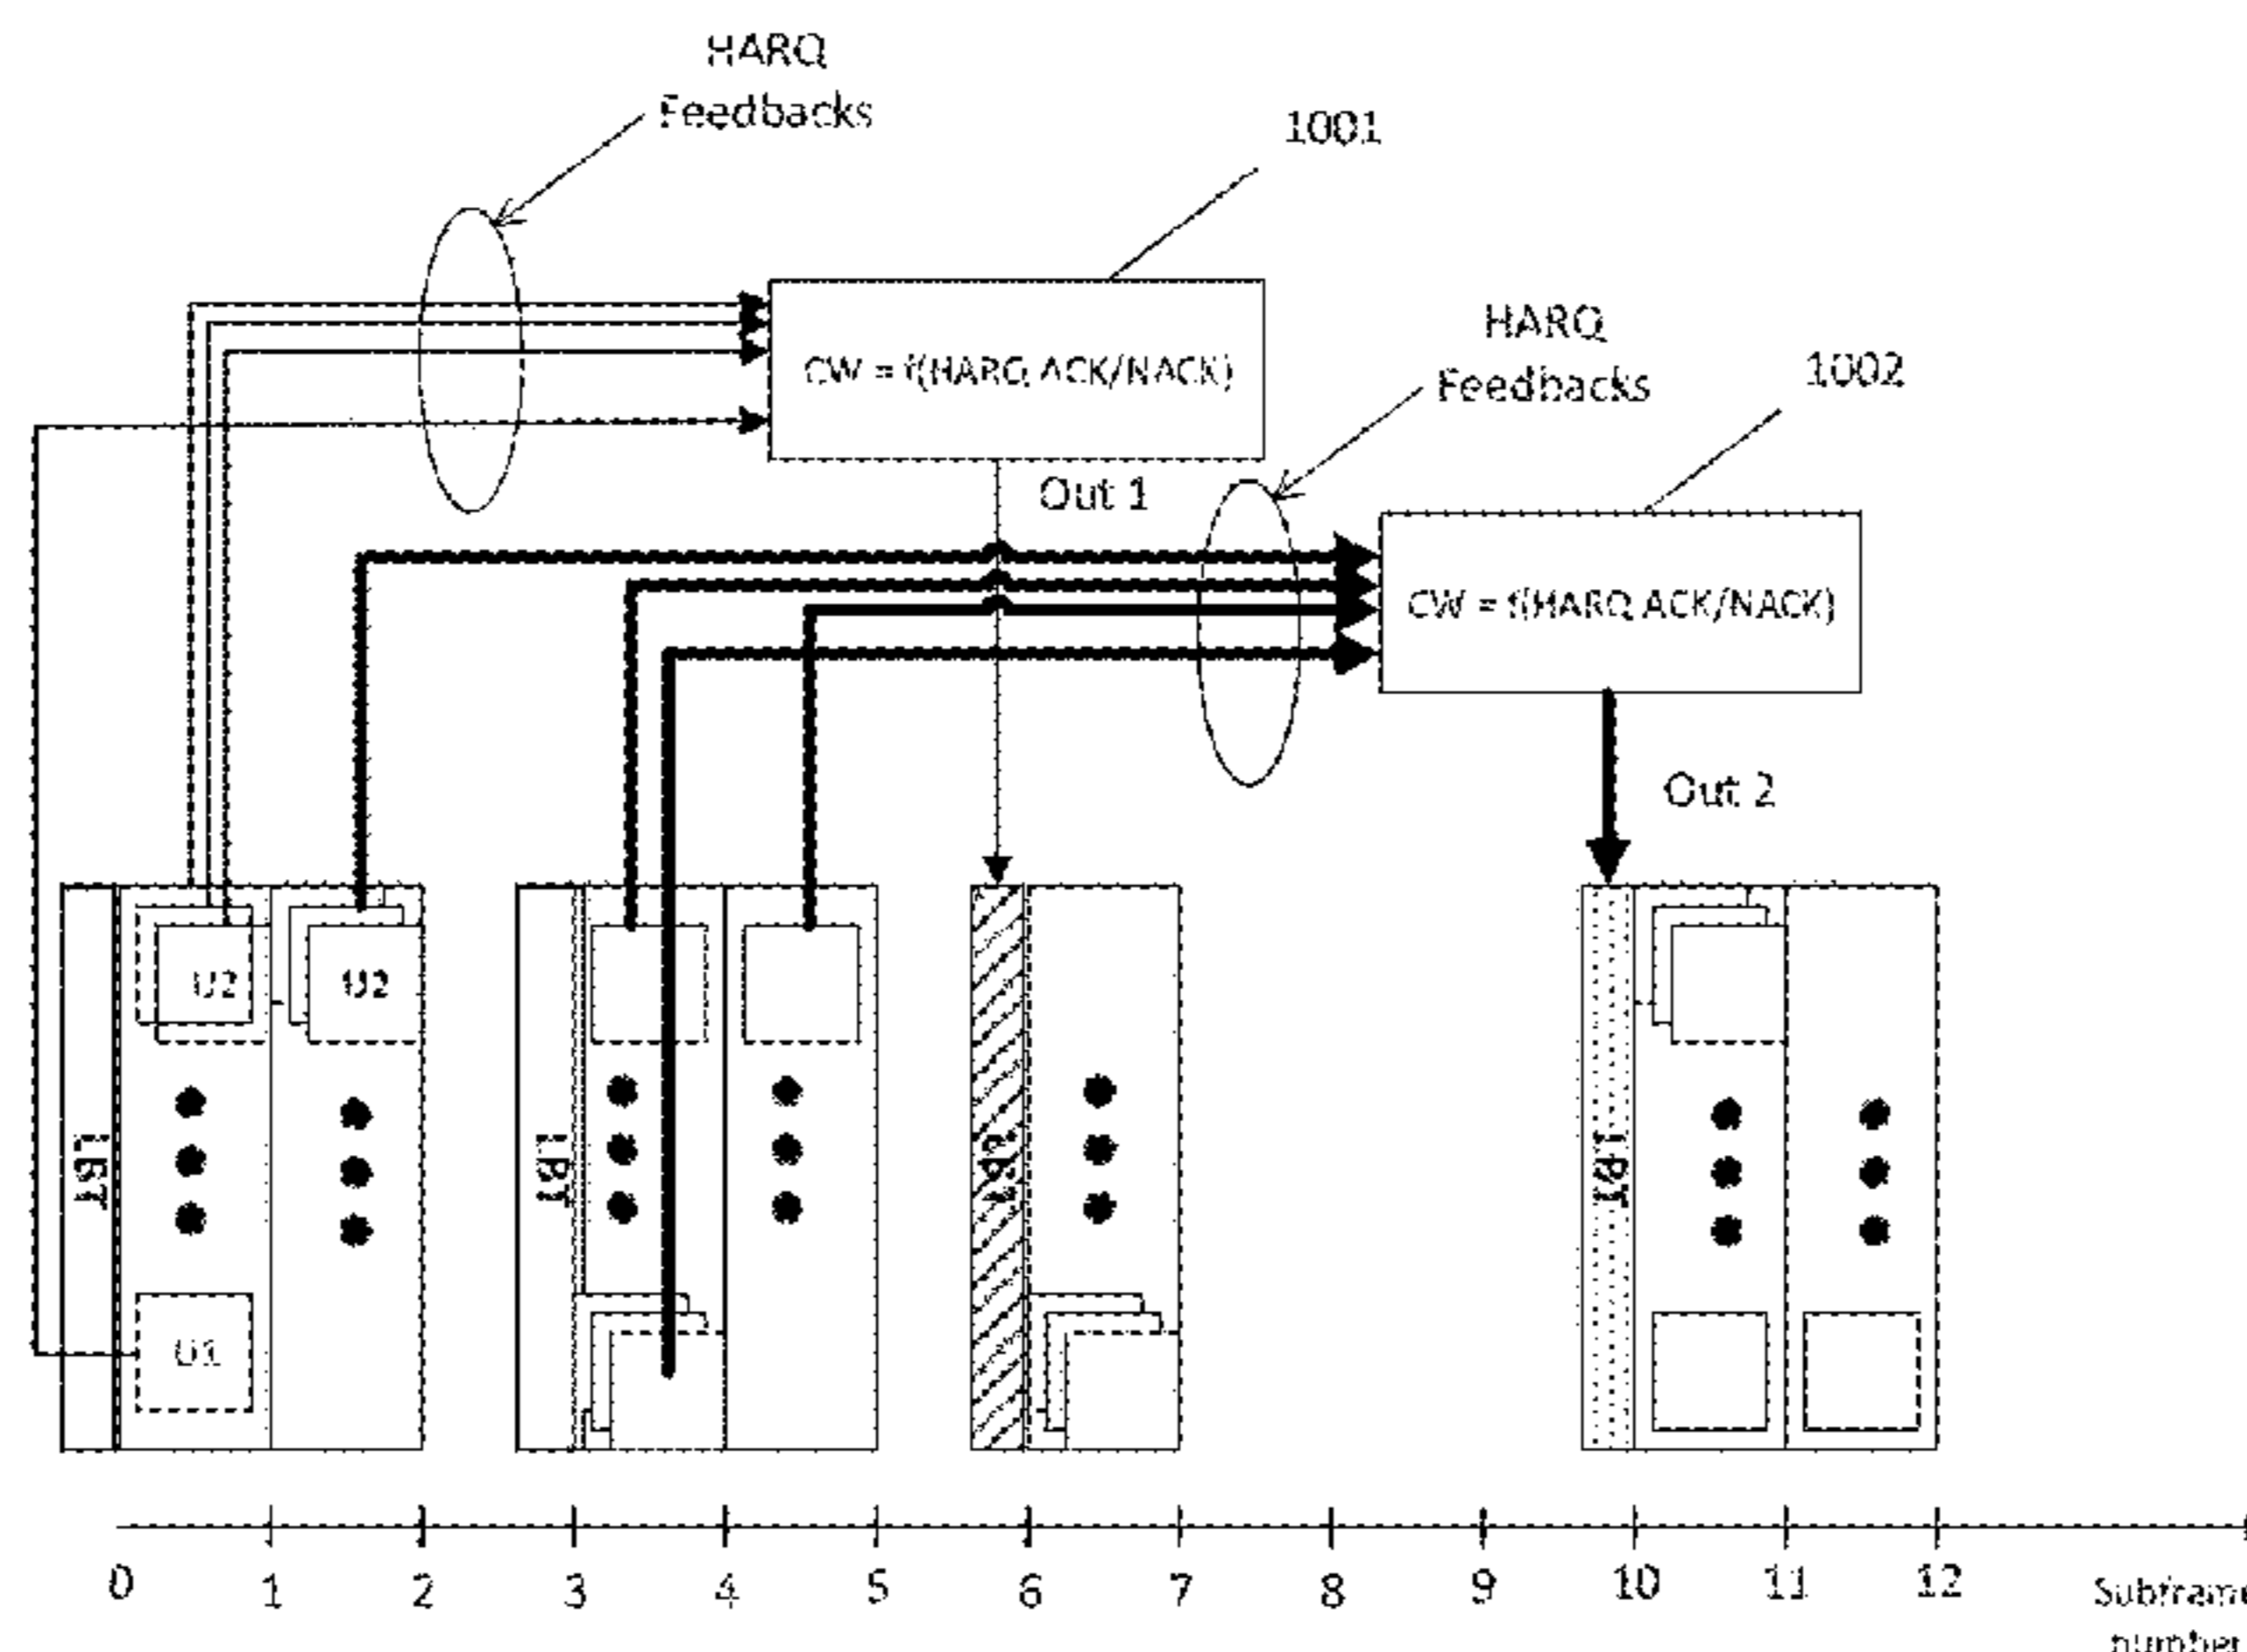 HARQ
Feedbacks
1001
CW = f(HARQ ACK/NACK)
HARQ
Feedbacks
1002
Out 1
CW = f(HARQ ACK/NACK)
Out 2
U2
U2
LBT
LBT
LBT
LBT
U1
0 1 2 3 4 5 6 7 8 9 10 11 12
Subframe
number